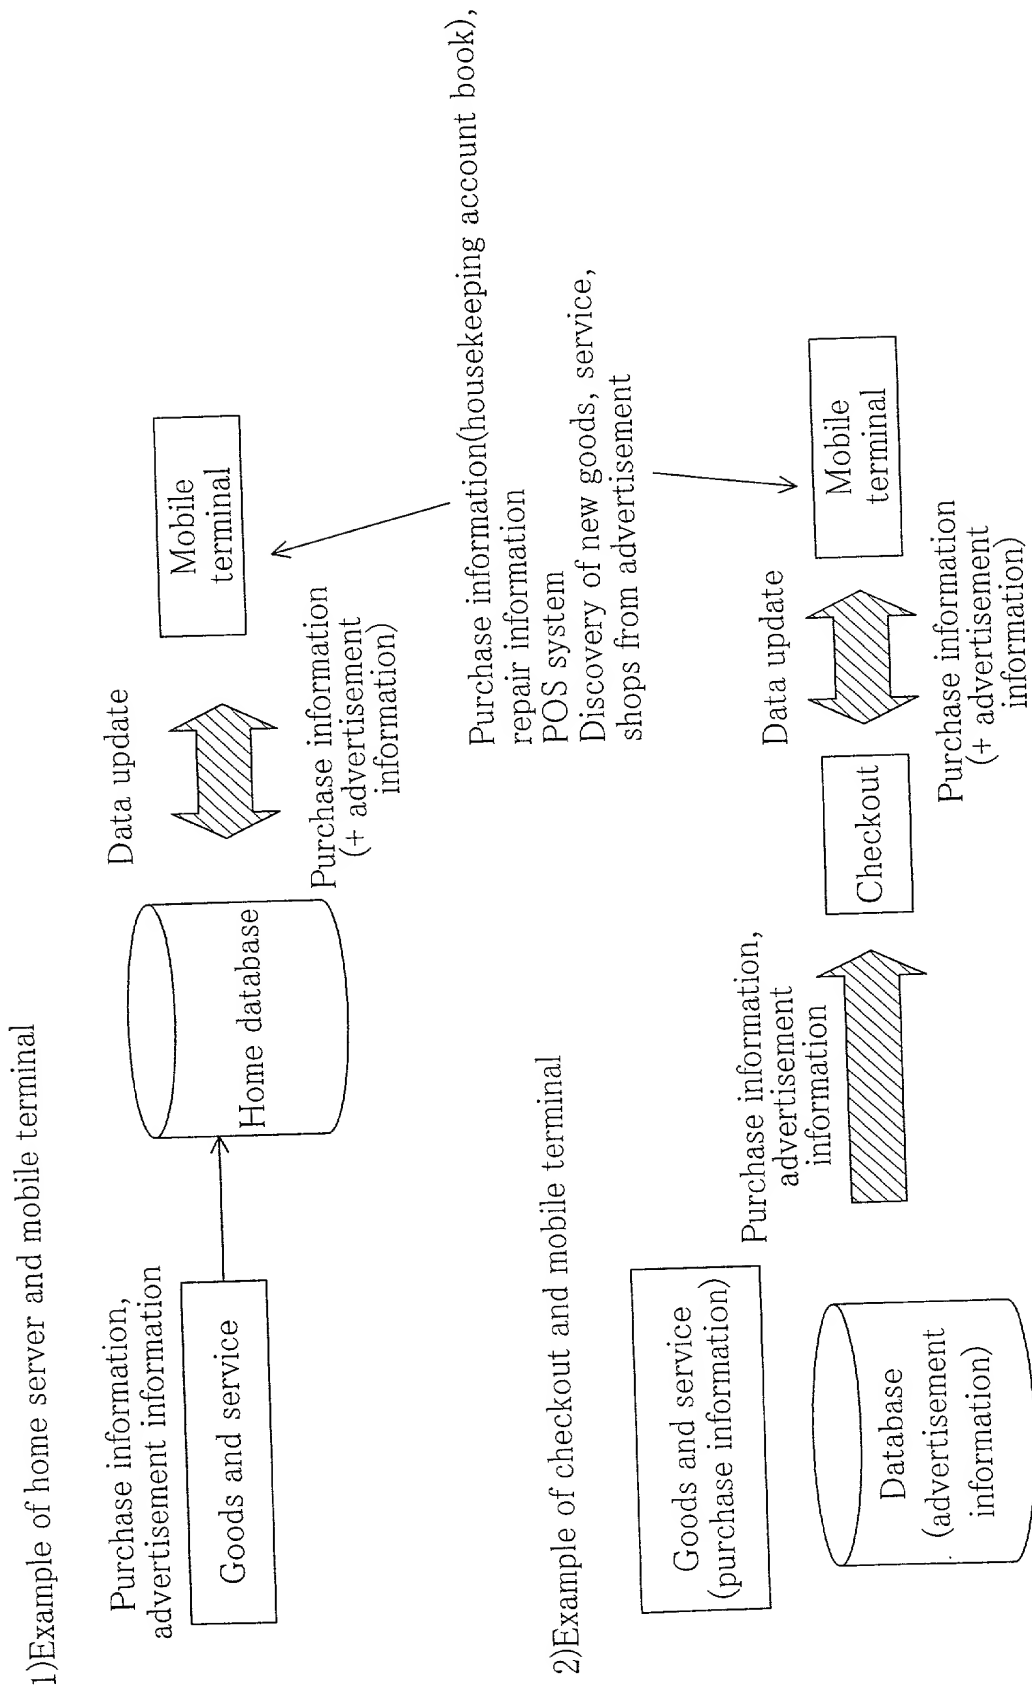 1)Example of home server and mobile terminal
Purchase information,
advertisement information
Goods and service
Home database
Data update
Purchase information
(+ advertisement
information)
Mobile
terminal
Purchase information(housekeeping account book),
repair information
POS system
Discovery of new goods, service,
shops from advertisement
2)Example of checkout and mobile terminal
Goods and service
(purchase information)
Database
(advertisement
information)
Purchase information,
advertisement
information
Checkout
Data update
Purchase information
(+ advertisement
information)
Mobile
terminal